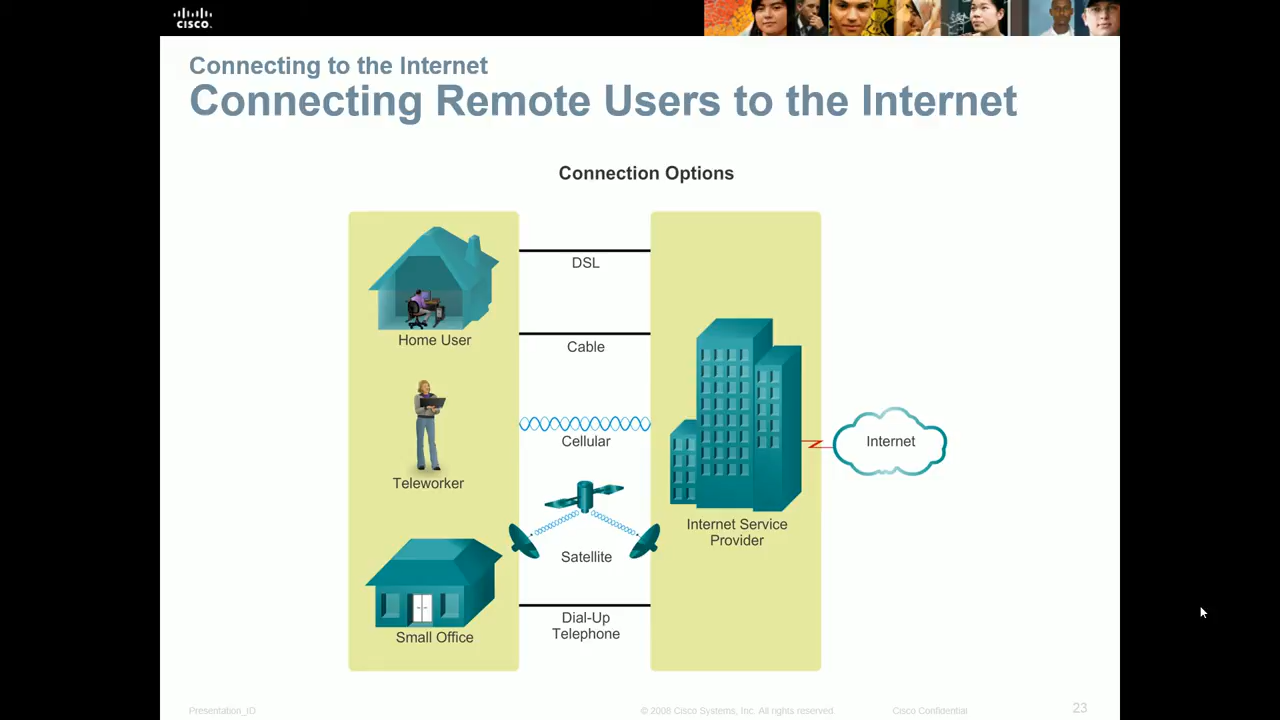 CISCO.
Connecting to the Internet
Connecting Remote Users to the Internet
Connection Options
DSL
Home User
Cable
Cellular
Teleworker
Internet
Internet Service
Provider
Satellite
Dial-Up
Telephone
Small Office
Presentation_ID
© 2008 Cisco Systems, Inc. All rights reserved.
Cisco Confidential
23